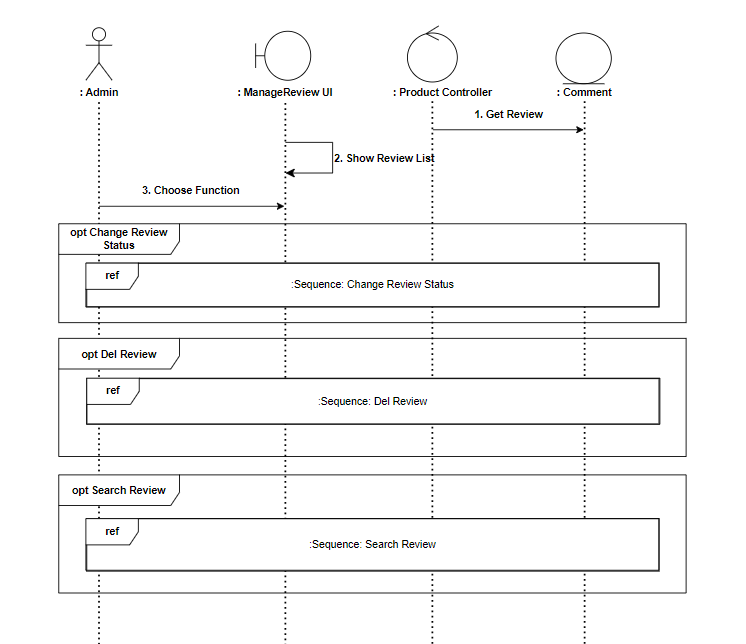 : Admin
: ManageReview UI
: Product Controller
: Comment
1. Get Review
2. Show Review List
3. Choose Function
opt Change Review
Status
ref
:Sequence: Change Review Status
opt Del Review
ref
:Sequence: Del Review
opt Search Review
ref
:Sequence: Search Review